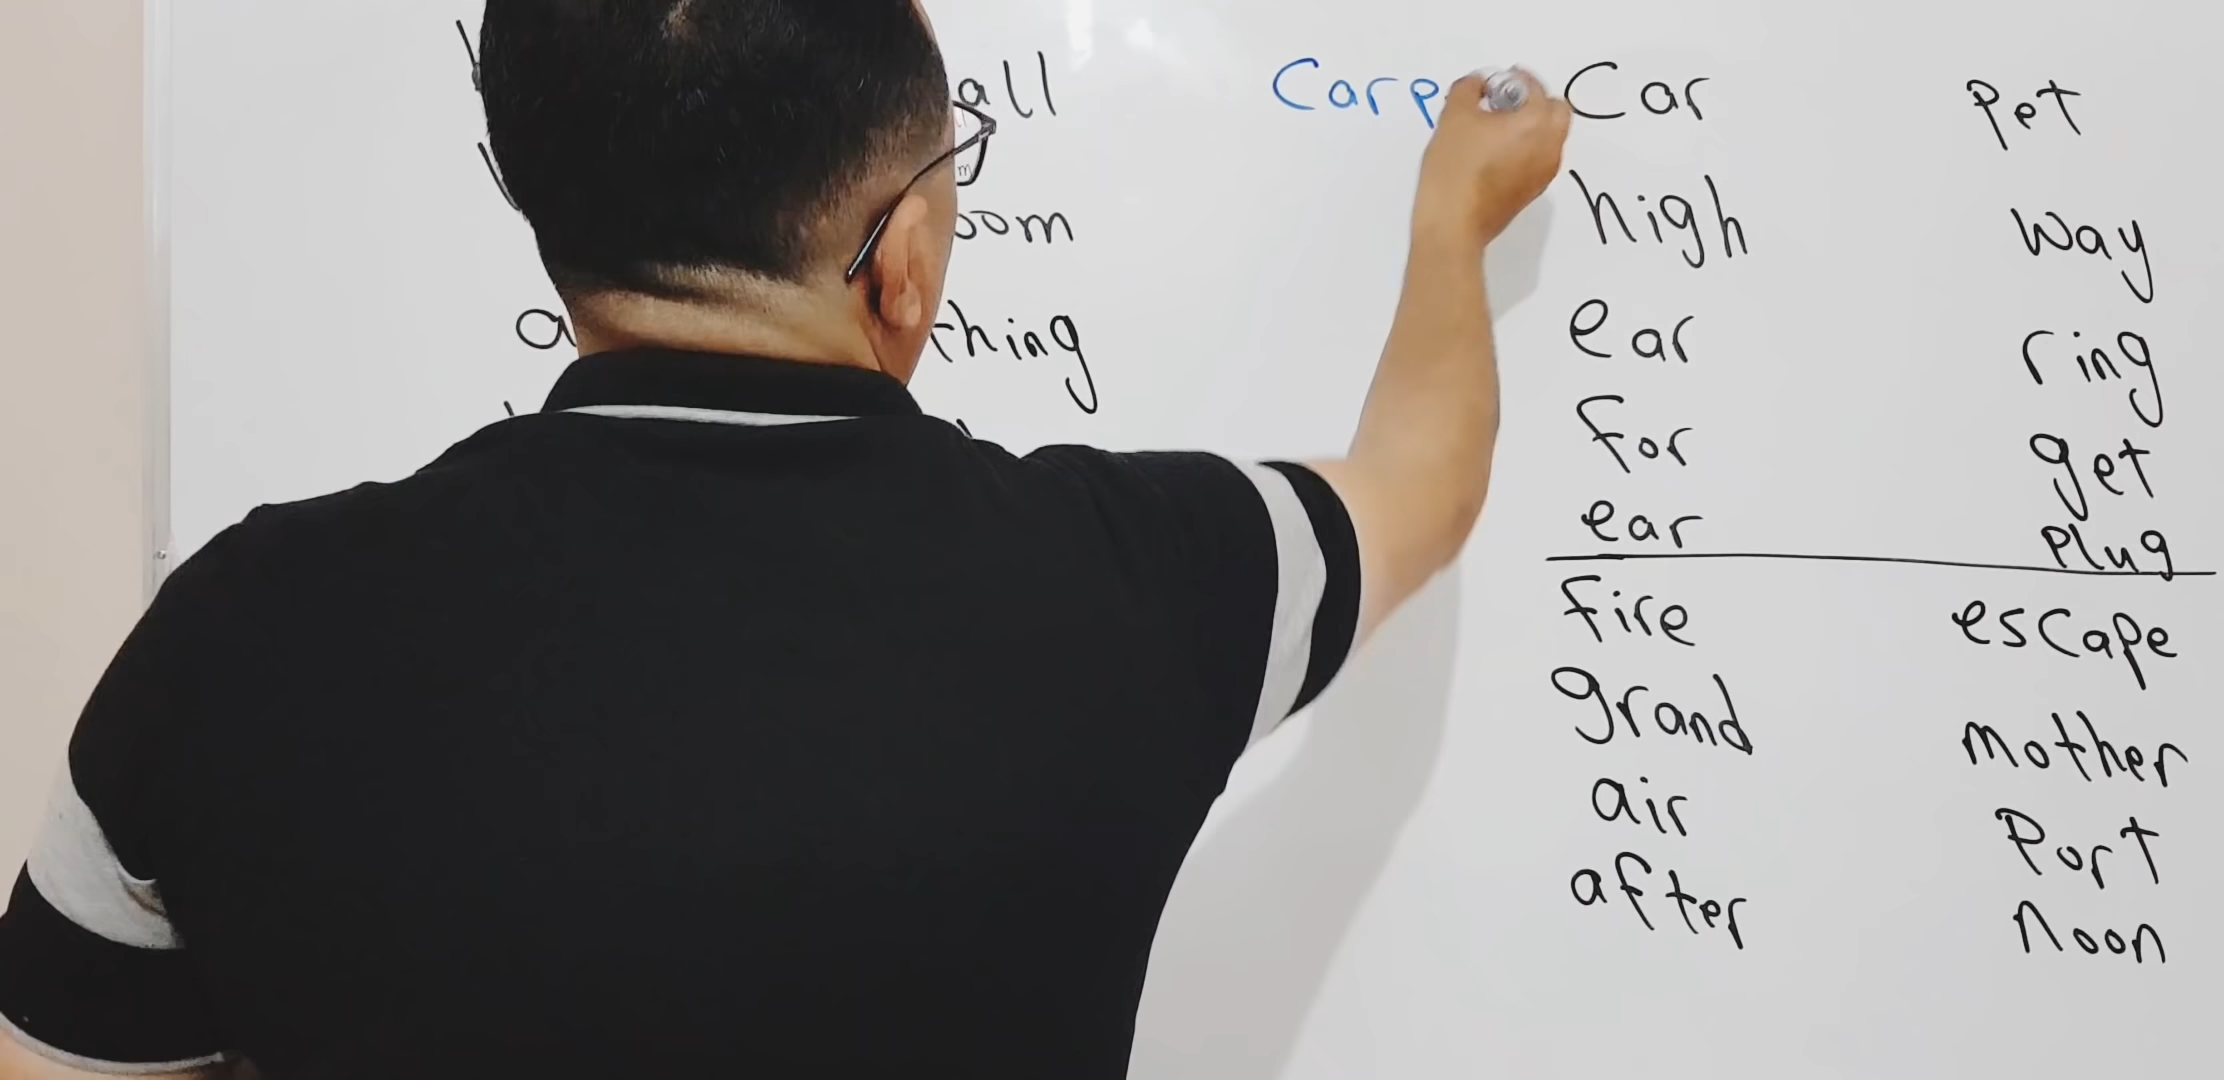 all Carp Car Pet
oom high way
thing ear ring
for get
ear Plug
fire escape
grand mother
air Port
after Noon